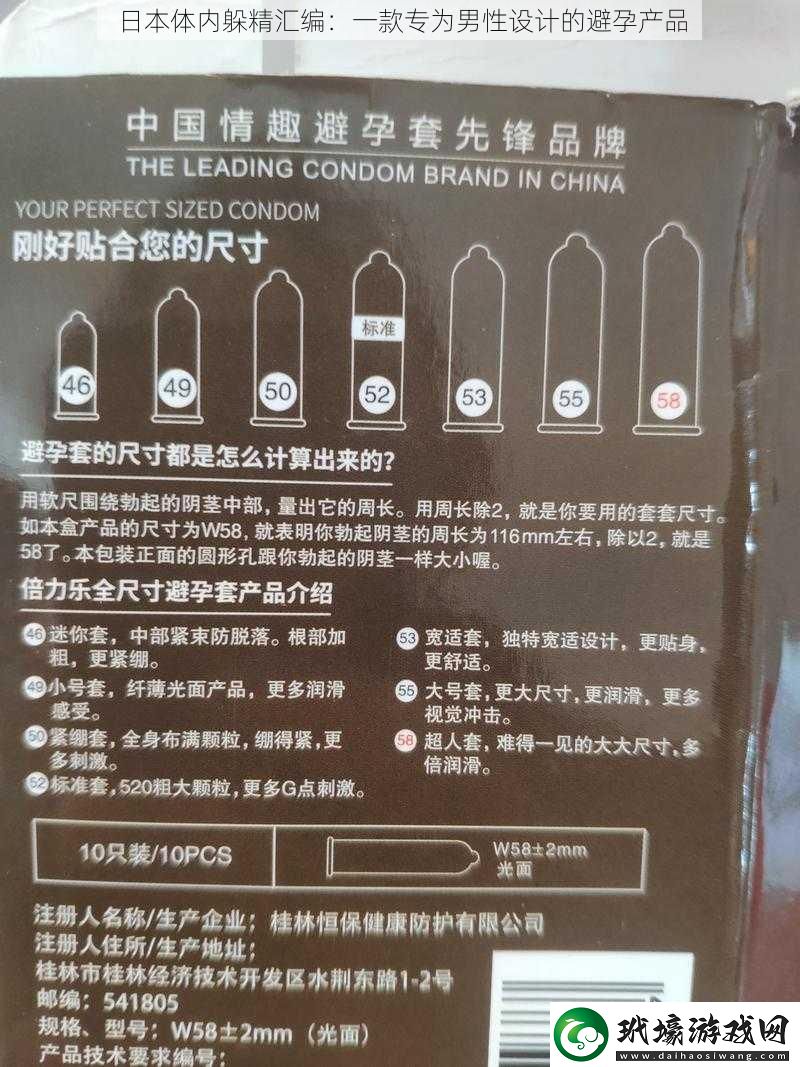 日本体内躲精汇编：一款专为男性设计的避孕产品
中国情趣避孕套先锋品牌
THE LEADING CONDOM BRAND IN CHINA
YOUR PERFECT SIZED CONDOM
刚好贴合您的尺寸
标准
46 49 50 52 53 55 58
避孕套的尺寸都是怎么计算出来的?
用软尺围绕勃起的阴茎中部，量出它的周长。用周长除2，就是你要用的套套尺寸。
如本盒产品的尺寸为W58，就表明你勃起阴茎的周长为116mm左右，除以2，就是
58了。本包装正面的圆形孔跟你勃起的阴茎一样大小喔。
倍力乐全尺寸避孕套产品介绍
46 迷你套，中部紧束防脱落。根部加
粗，更紧绷。
49 小号套，纤薄光面产品，更多润滑
感受。
50 紧绷套，全身布满颗粒，绷得紧，更
多刺激。
52 标准套，520粗大颗粒，更多G点刺激。
53 宽适套，独特宽适设计，更贴身，
更舒适。
55 大号套，更大尺寸，更润滑，更多
视觉冲击。
58 超人套，难得一见的大大尺寸，多
倍润滑。
10只装/10PCS
W58±2mm
光面
注册人名称/生产企业；桂林恒保健康防护有限公司
注册人住所/生产地址；
桂林市桂林经济技术开发区水荆东路1-2号
邮编：541805
规格、型号；W58±2mm（光面）
产品技术要求编号；
玳壕游戏网
www.daihaosiwang.com